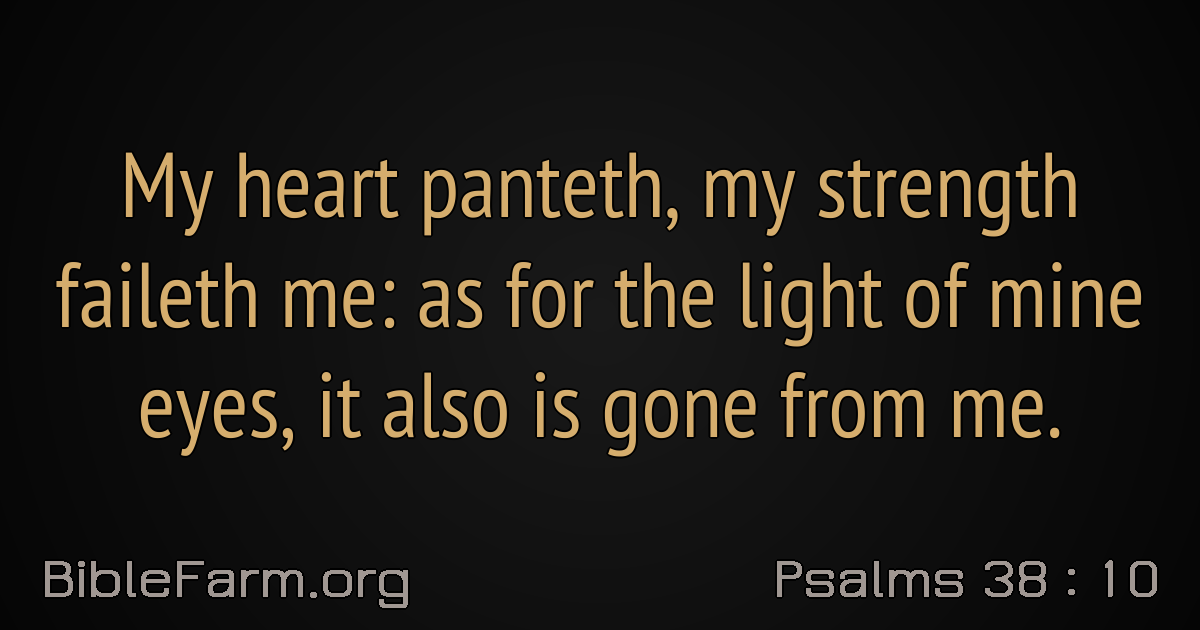 My heart panteth, my strength
faileth me: as for the light of mine
eyes, it also is gone from me.
BibleFarm.org
Psalms 38 : 10